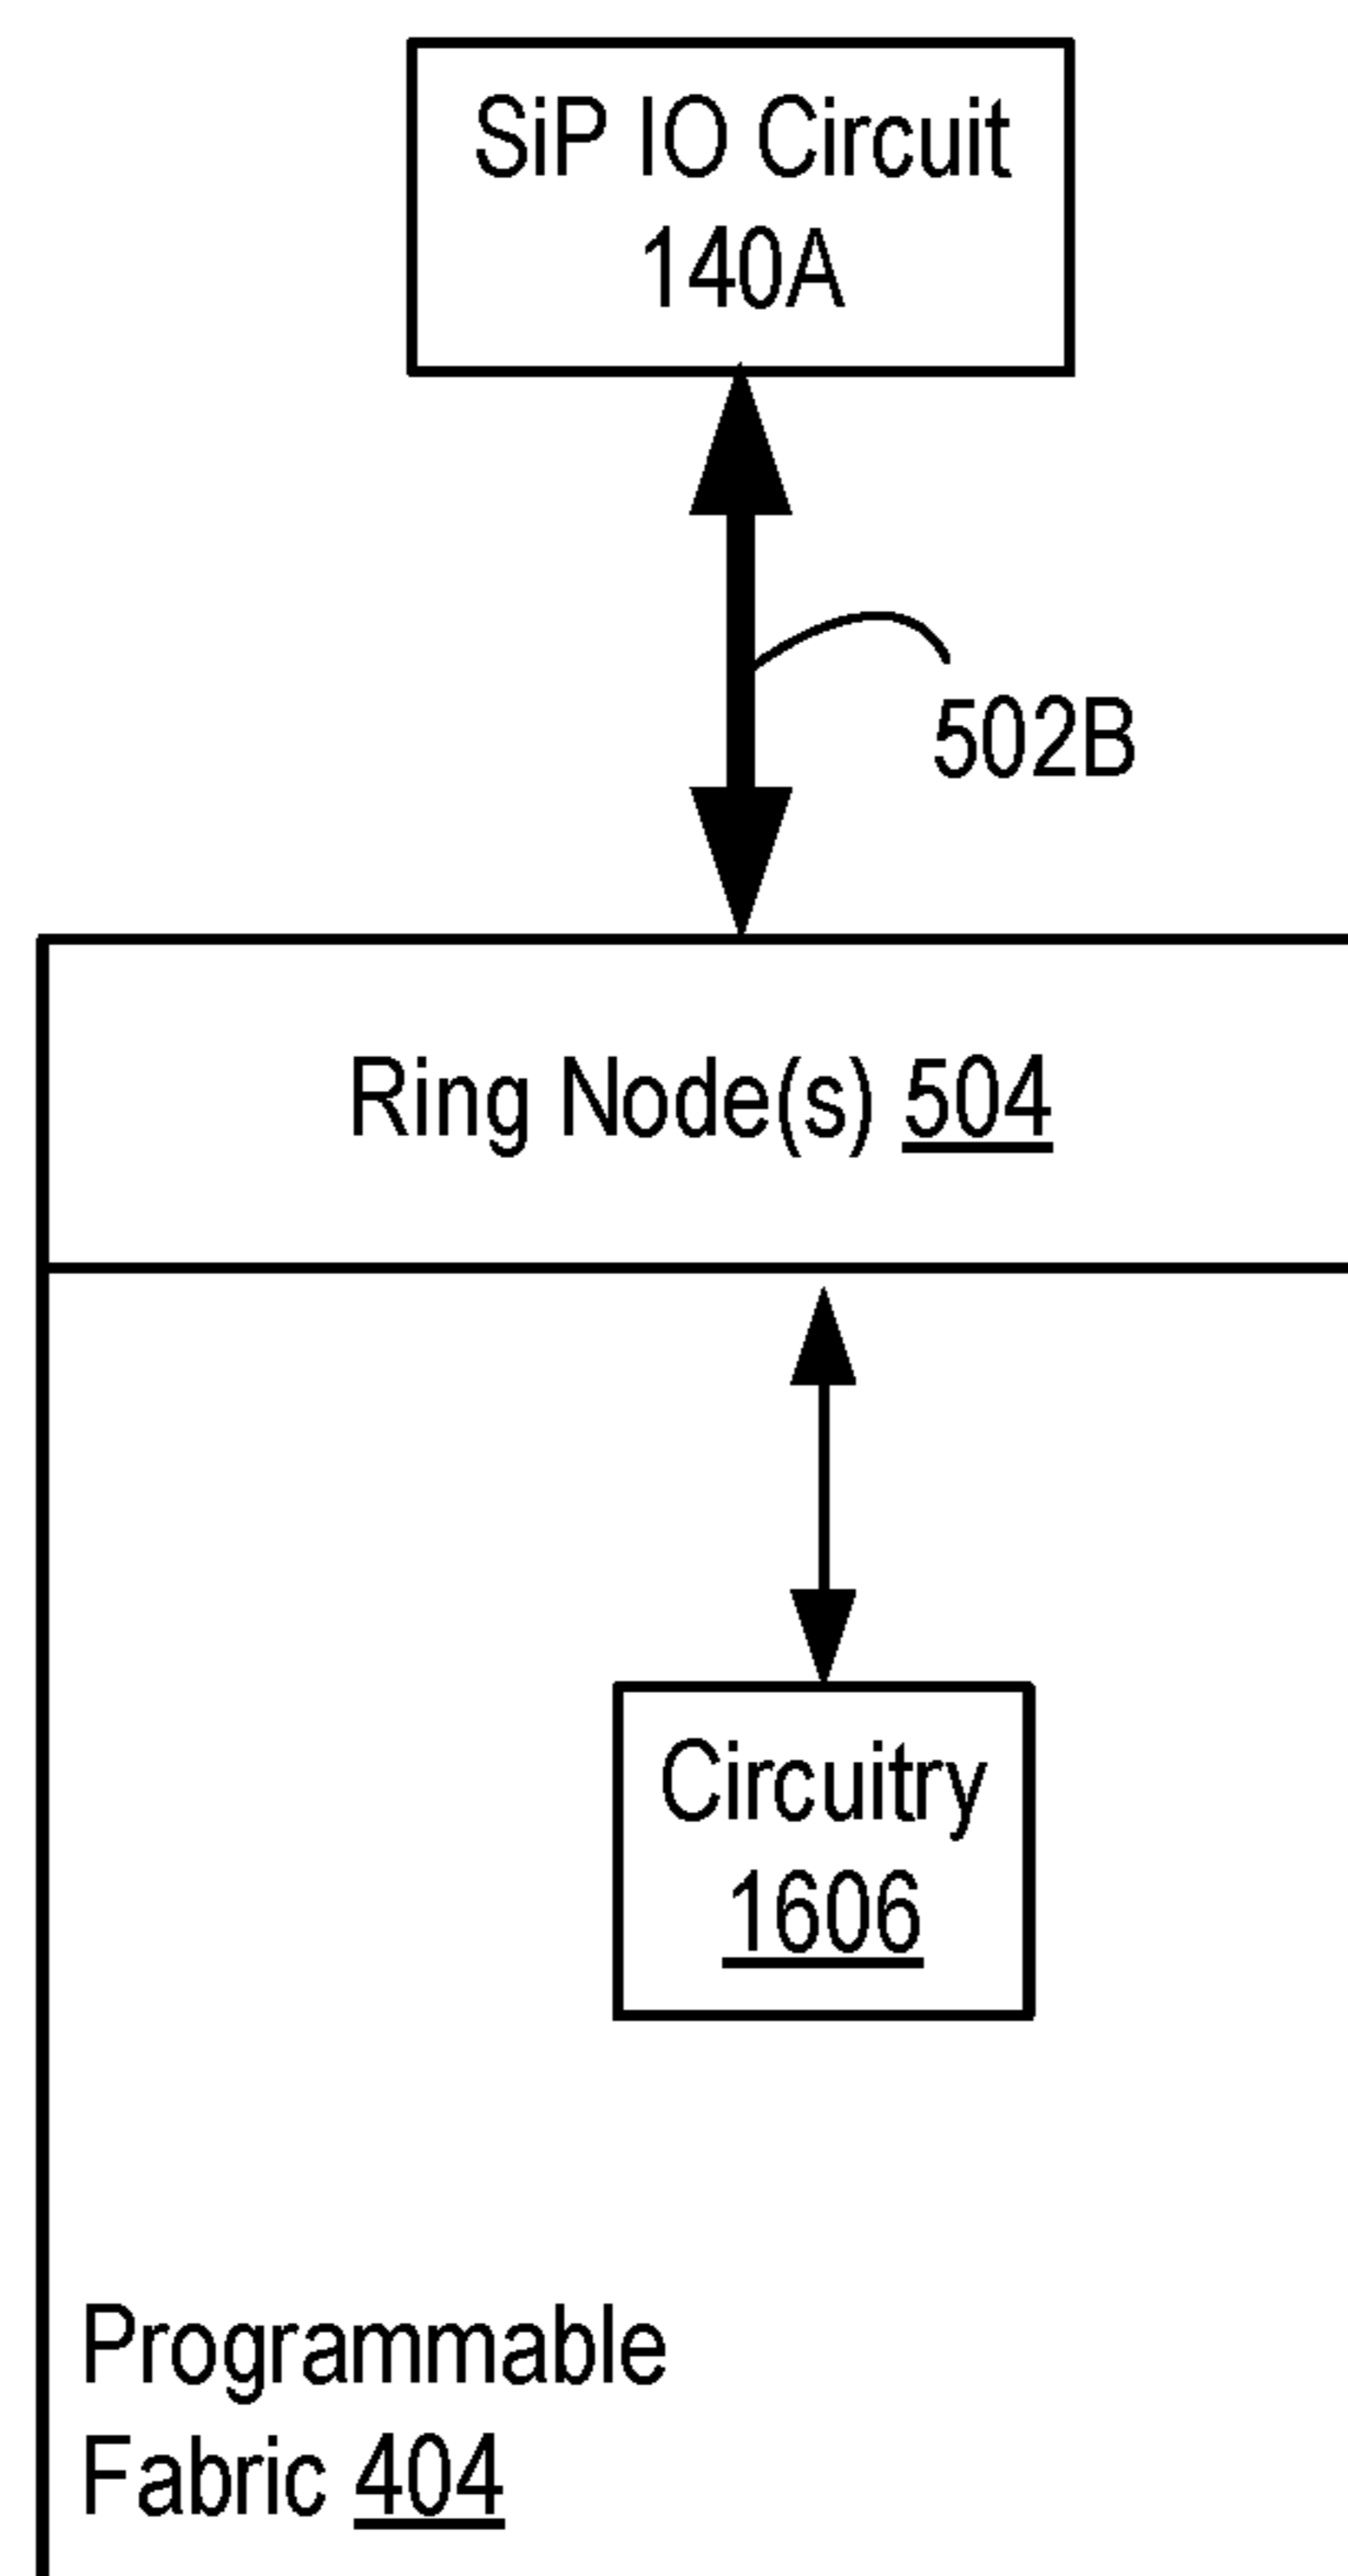 SiP IO Circuit
140A
502B
Ring Node(s) 504
Circuitry
1606
Programmable
Fabric 404